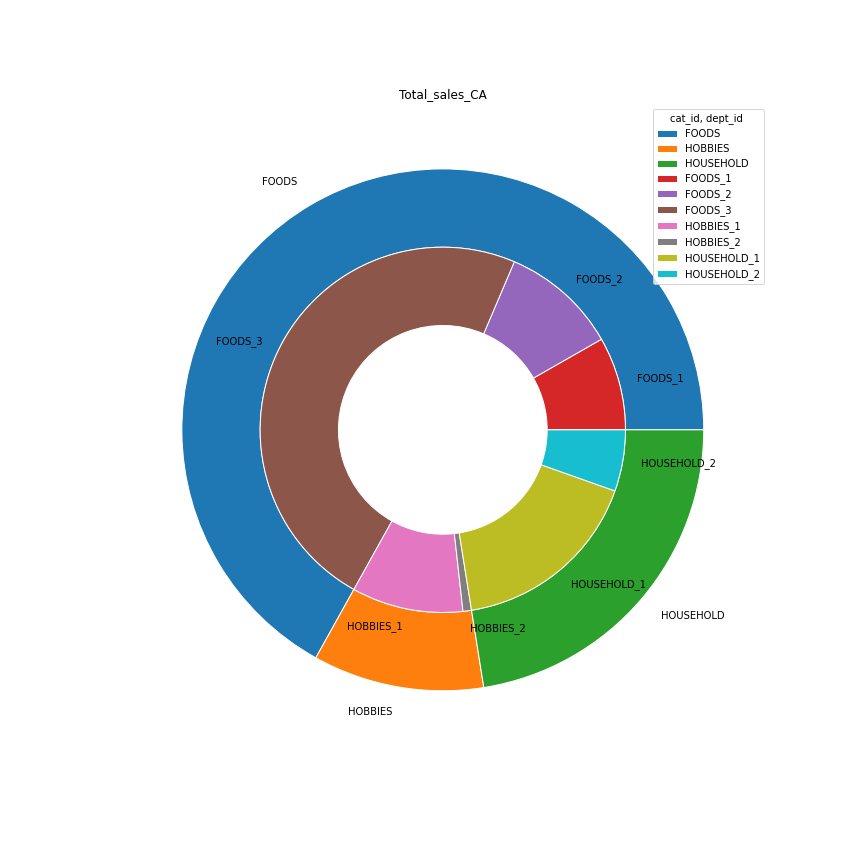 Total_sales_CA
cat_id, dept_id
FOODS
HOBBIES
HOUSEHOLD
FOODS_1
FOODS_2
FOODS_3
HOBBIES_1
HOBBIES_2
HOUSEHOLD_1
HOUSEHOLD_2
FOODS
FOODS_2
FOODS_3
FOODS_1
HOUSEHOLD_2
HOUSEHOLD_1
HOUSEHOLD
HOBBIES_1
HOBBIES_2
HOBBIES